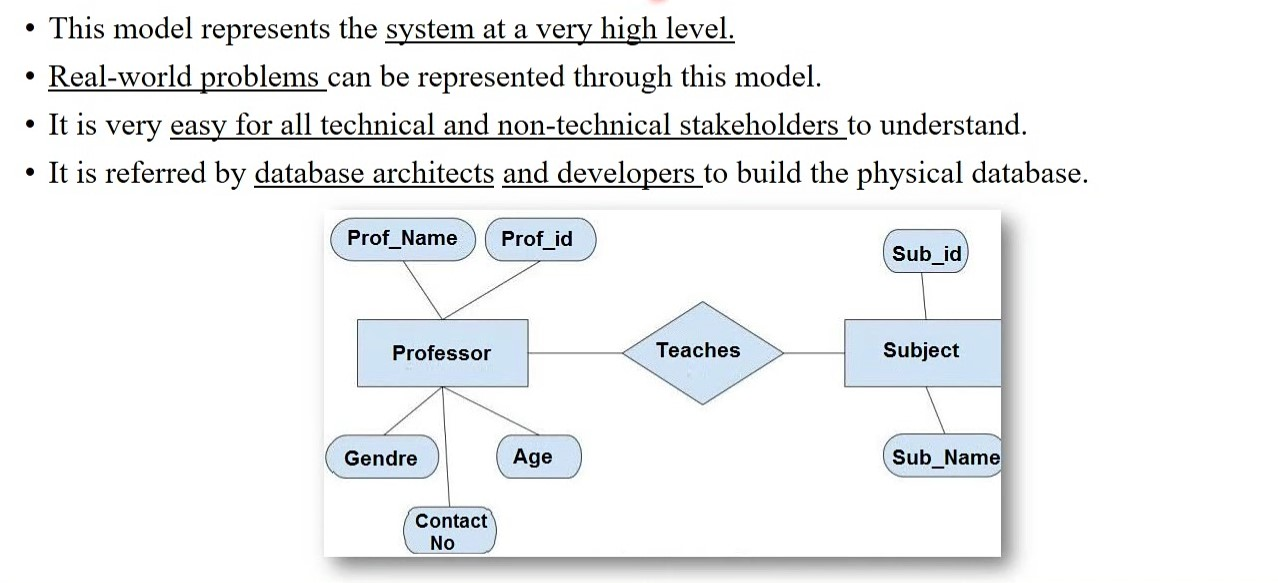 • This model represents the system at a very high level.
• Real-world problems can be represented through this model.
• It is very easy for all technical and non-technical stakeholders to understand.
• It is referred by database architects and developers to build the physical database.
Prof_Name
Prof_id
Sub_id
Professor
Teaches
Subject
Gendre
Age
Sub_Name
Contact
No